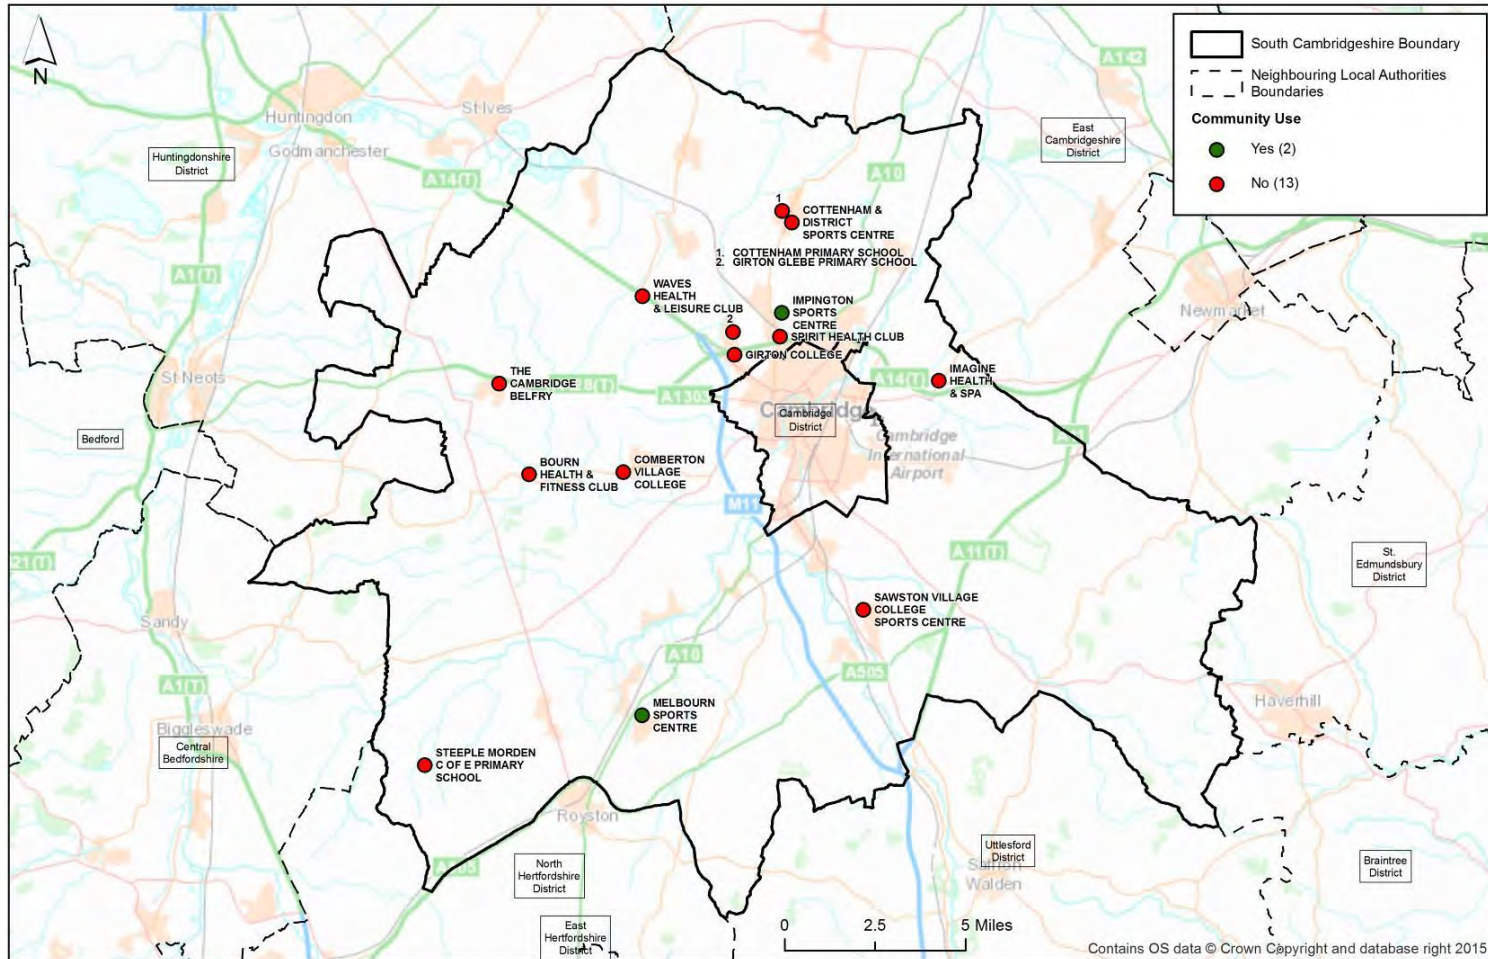 N
South Cambridgeshire Boundary
Neighbouring Local Authorities
Boundaries
Community Use
Yes (2)
No (13)
A142
St Ives
Huntingdon
Godmanchester
Huntingdonshire
District
East
Cambridgeshire
District
A14(T)
A10
1
COTTENHAM &
DISTRICT
SPORTS CENTRE
1. COTTENHAM PRIMARY SCHOOL
2. GIRTON GLEBE PRIMARY SCHOOL
A1(T)
WAVES
HEALTH
& LEISURE CLUB
IMPINGTON
SPORTS
CENTRE
2
SPIRIT HEALTH CLUB
GIRTON COLLEGE
Newmarket
St Neots
THE
CAMBRIDGE
BELFRY
A1303
A14(T)
IMAGINE
HEALTH
& SPA
Cambridge
Cambridge
District
Cambridge
International
Airport
Bedford
BOURN
HEALTH &
FITNESS CLUB
COMBERTON
VILLAGE
COLLEGE
M11
A11(T)
21(T)
St.
Edmundsbury
District
Sandy
SAWSTON VILLAGE
COLLEGE
SPORTS CENTRE
A10
A505
A1(T)
Haverhill
MELBOURN
SPORTS
CENTRE
Biggleswade
Central
Bedfordshire
STEEPLE MORDEN
C OF E PRIMARY
SCHOOL
Royston
North
Hertfordshire
District
Uttlesford
District
Saffron
Walden
Braintree
District
East
Hertfordshire
District
0 2.5 5 Miles
Contains OS data © Crown Copyright and database right 2015